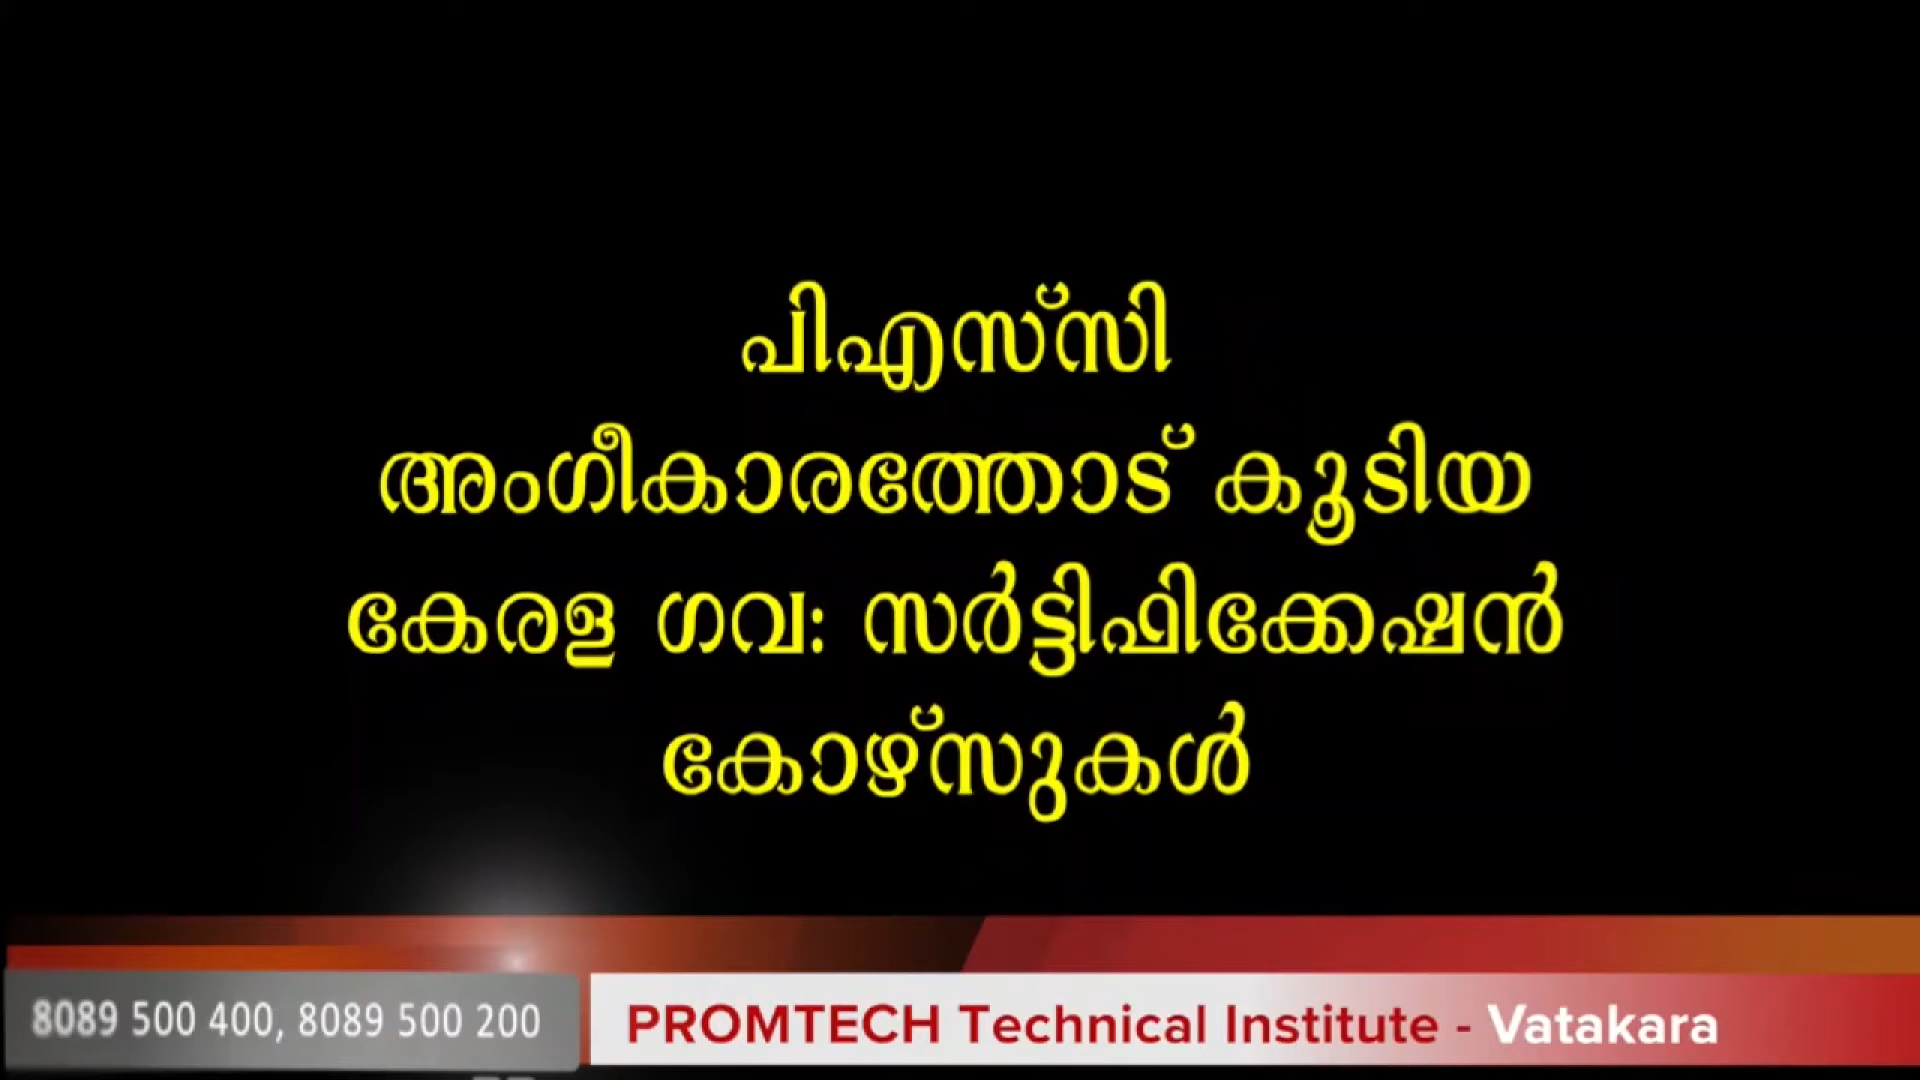 പിഎസ്സി
അംഗീകാരത്തോട് കൂടിയ
കേരള ഗവ: സർട്ടിഫിക്കേഷൻ
കോഴ്സുകൾ
8089 500 400, 8089 500 200
PROMTECH Technical Institute - Vatakara